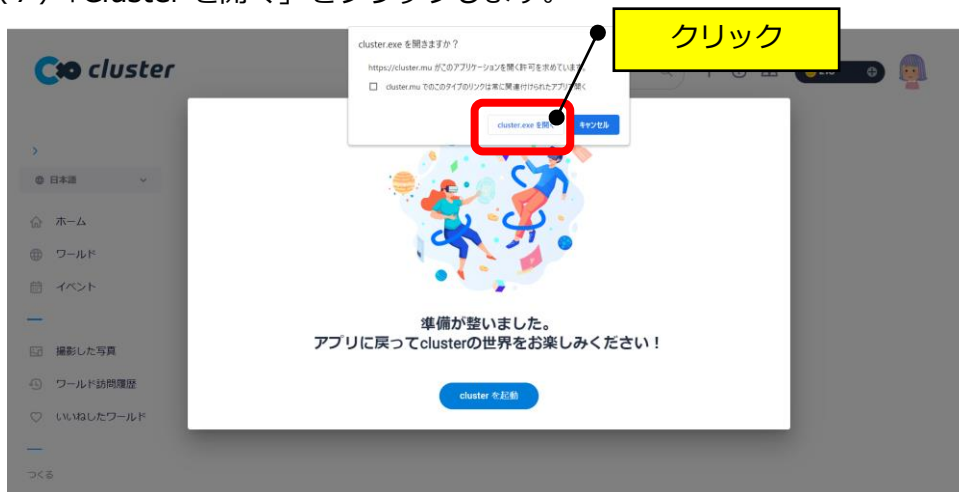 「Cluster を開く」をクリックします。
クリック
cluster.exe を開きますか？
https://cluster.mu がこのアプリケーションを開く許可を求めています。
cluster.mu でのこのタイプのリンクは常に関連付けられたアプリで開く
cluster.exe を開く
キャンセル
cluster
日本語
ホーム
ワールド
イベント
撮影した写真
ワールド訪問履歴
いいねしたワールド
つくる
準備が整いました。
アプリに戻ってclusterの世界をお楽しみください！
cluster を起動